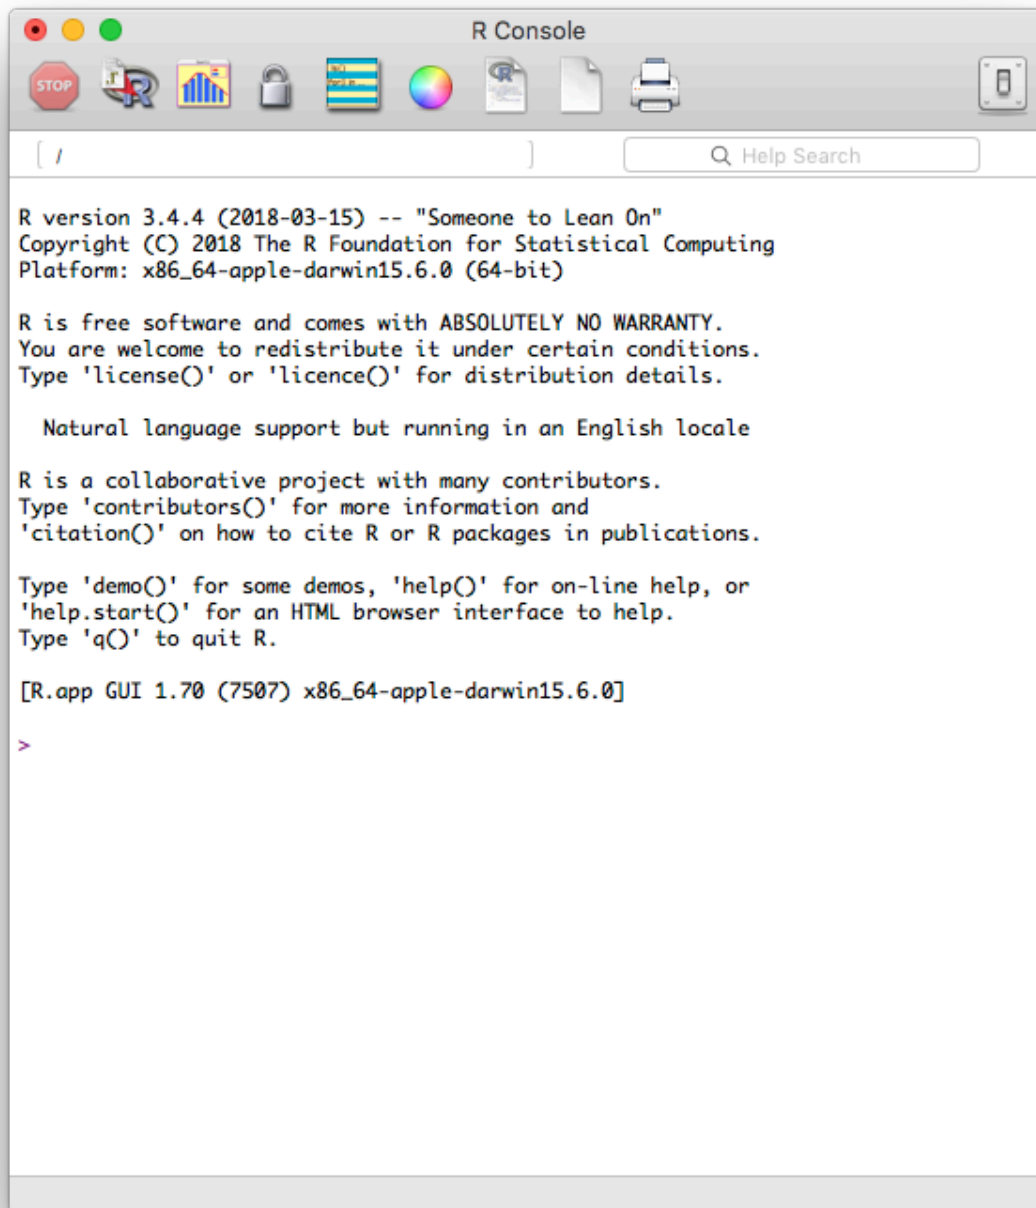 R Console
STOP
/
Help Search
R version 3.4.4 (2018-03-15) -- "Someone to Lean On"
Copyright (C) 2018 The R Foundation for Statistical Computing
Platform: x86_64-apple-darwin15.6.0 (64-bit)
R is free software and comes with ABSOLUTELY NO WARRANTY.
You are welcome to redistribute it under certain conditions.
Type 'license()' or 'licence()' for distribution details.
Natural language support but running in an English locale
R is a collaborative project with many contributors.
Type 'contributors()' for more information and
'citation()' on how to cite R or R packages in publications.
Type 'demo()' for some demos, 'help()' for on-line help, or
'help.start()' for an HTML browser interface to help.
Type 'q()' to quit R.
[R.app GUI 1.70 (7507) x86_64-apple-darwin15.6.0]
>